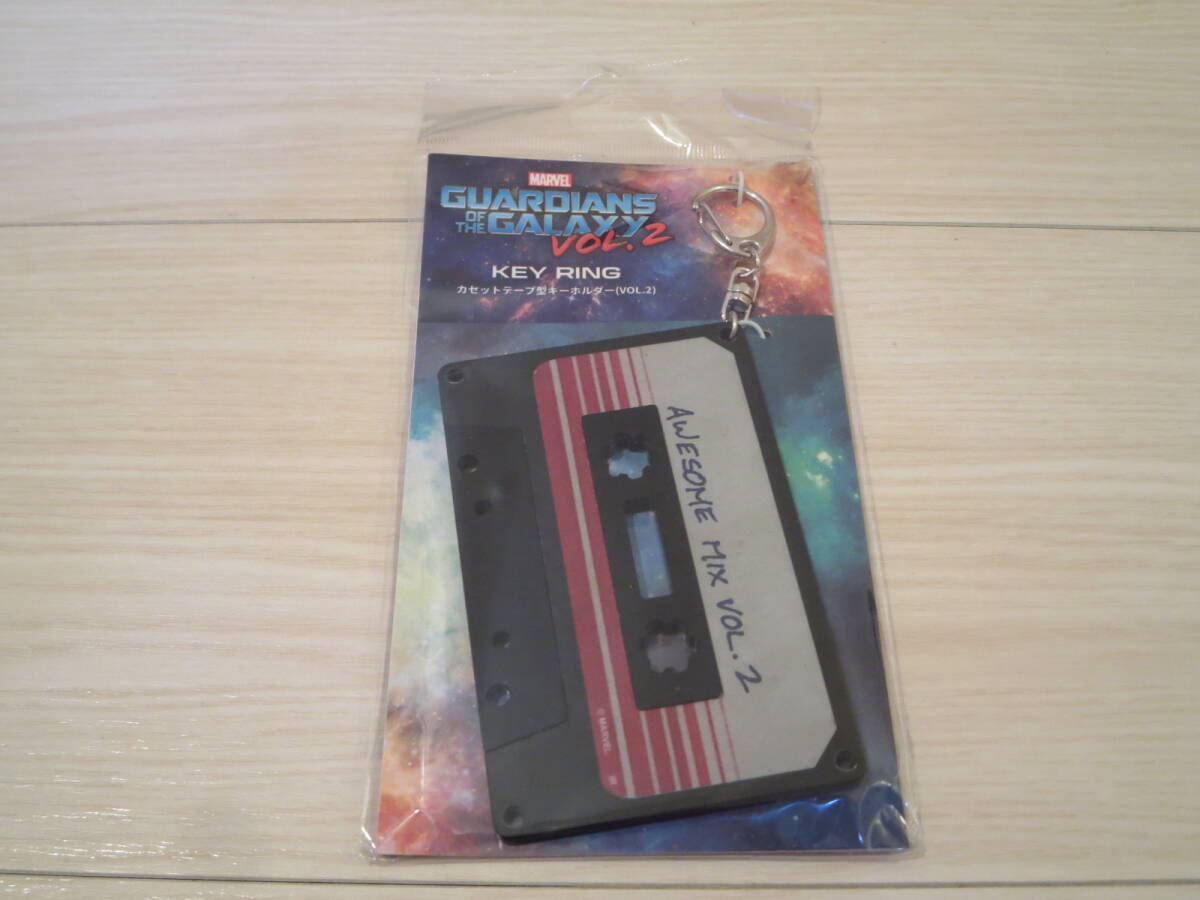 MARVEL
GUARDIANS
OF THE GALAXY
VOL.2
KEY RING
カセットテープ型キーホルダー(VOL.2)
AWESOME MIX VOL.2
© MARVEL